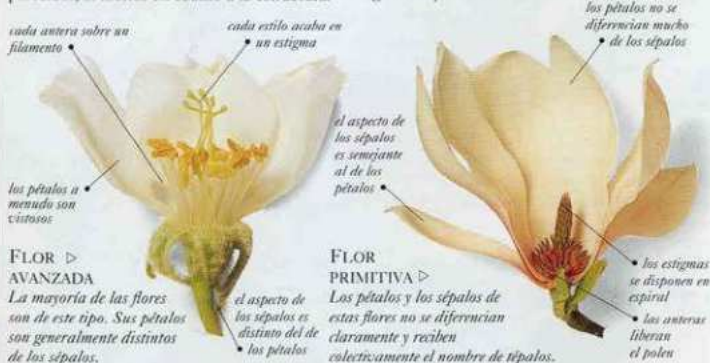 cada antera sobre un
filamento
cada estilo acaba en
un estigma
los pétalos no se
diferencian mucho
de los sépalos
el aspecto de
los sépalos
es semejante
al de los
pétalos
los pétalos a
menudo son
vistosos
FLOR ▷
AVANZADA
La mayoría de las flores
son de este tipo. Sus pétalos
son generalmente distintos
de los sépalos.
el aspecto de
los sépalos es
distinto del de
los pétalos
FLOR
PRIMITIVA ▷
Los pétalos y los sépalos de
estas flores no se diferencian
claramente y reciben
colectivamente el nombre de tépalos.
los estigmas
se disponen en
espiral
las anteras
liberan
el polen